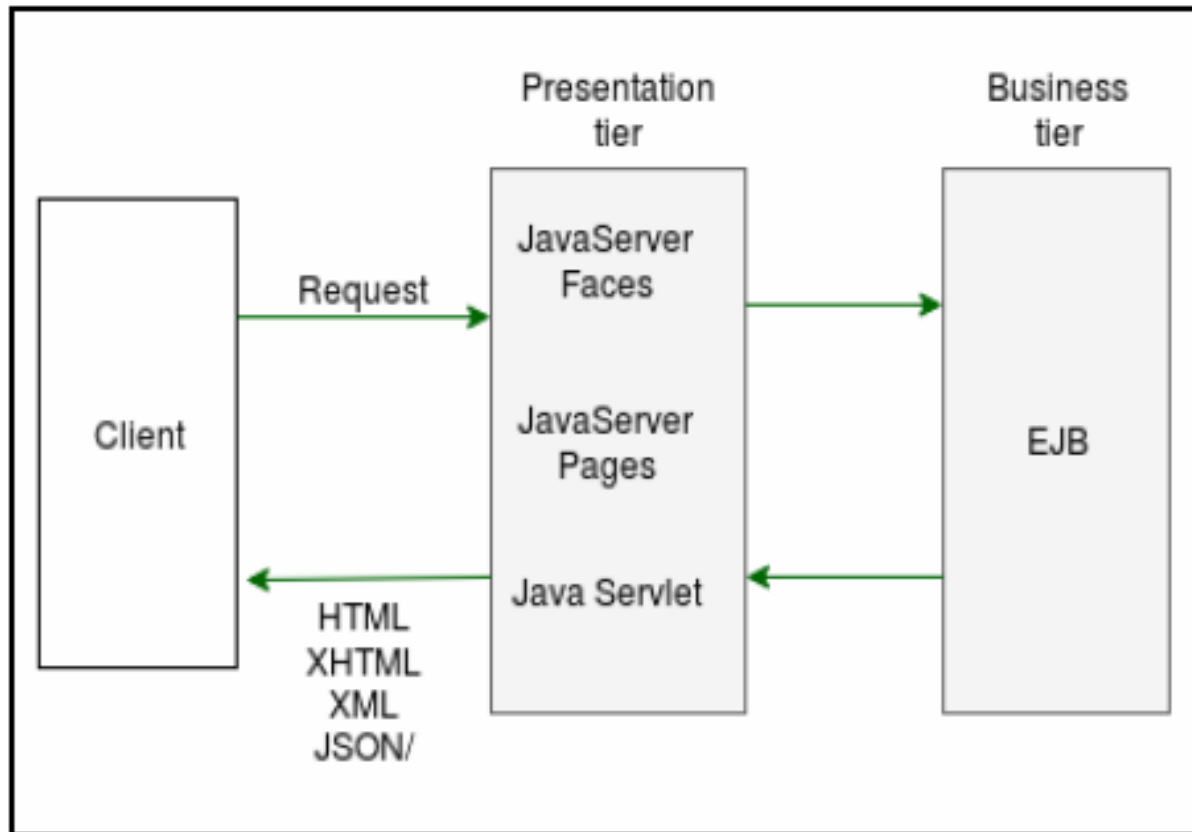 Presentation
tier
Business
tier
Client
Request
HTML
XHTML
XML
JSON/
JavaServer
Faces
JavaServer
Pages
Java Servlet
EJB